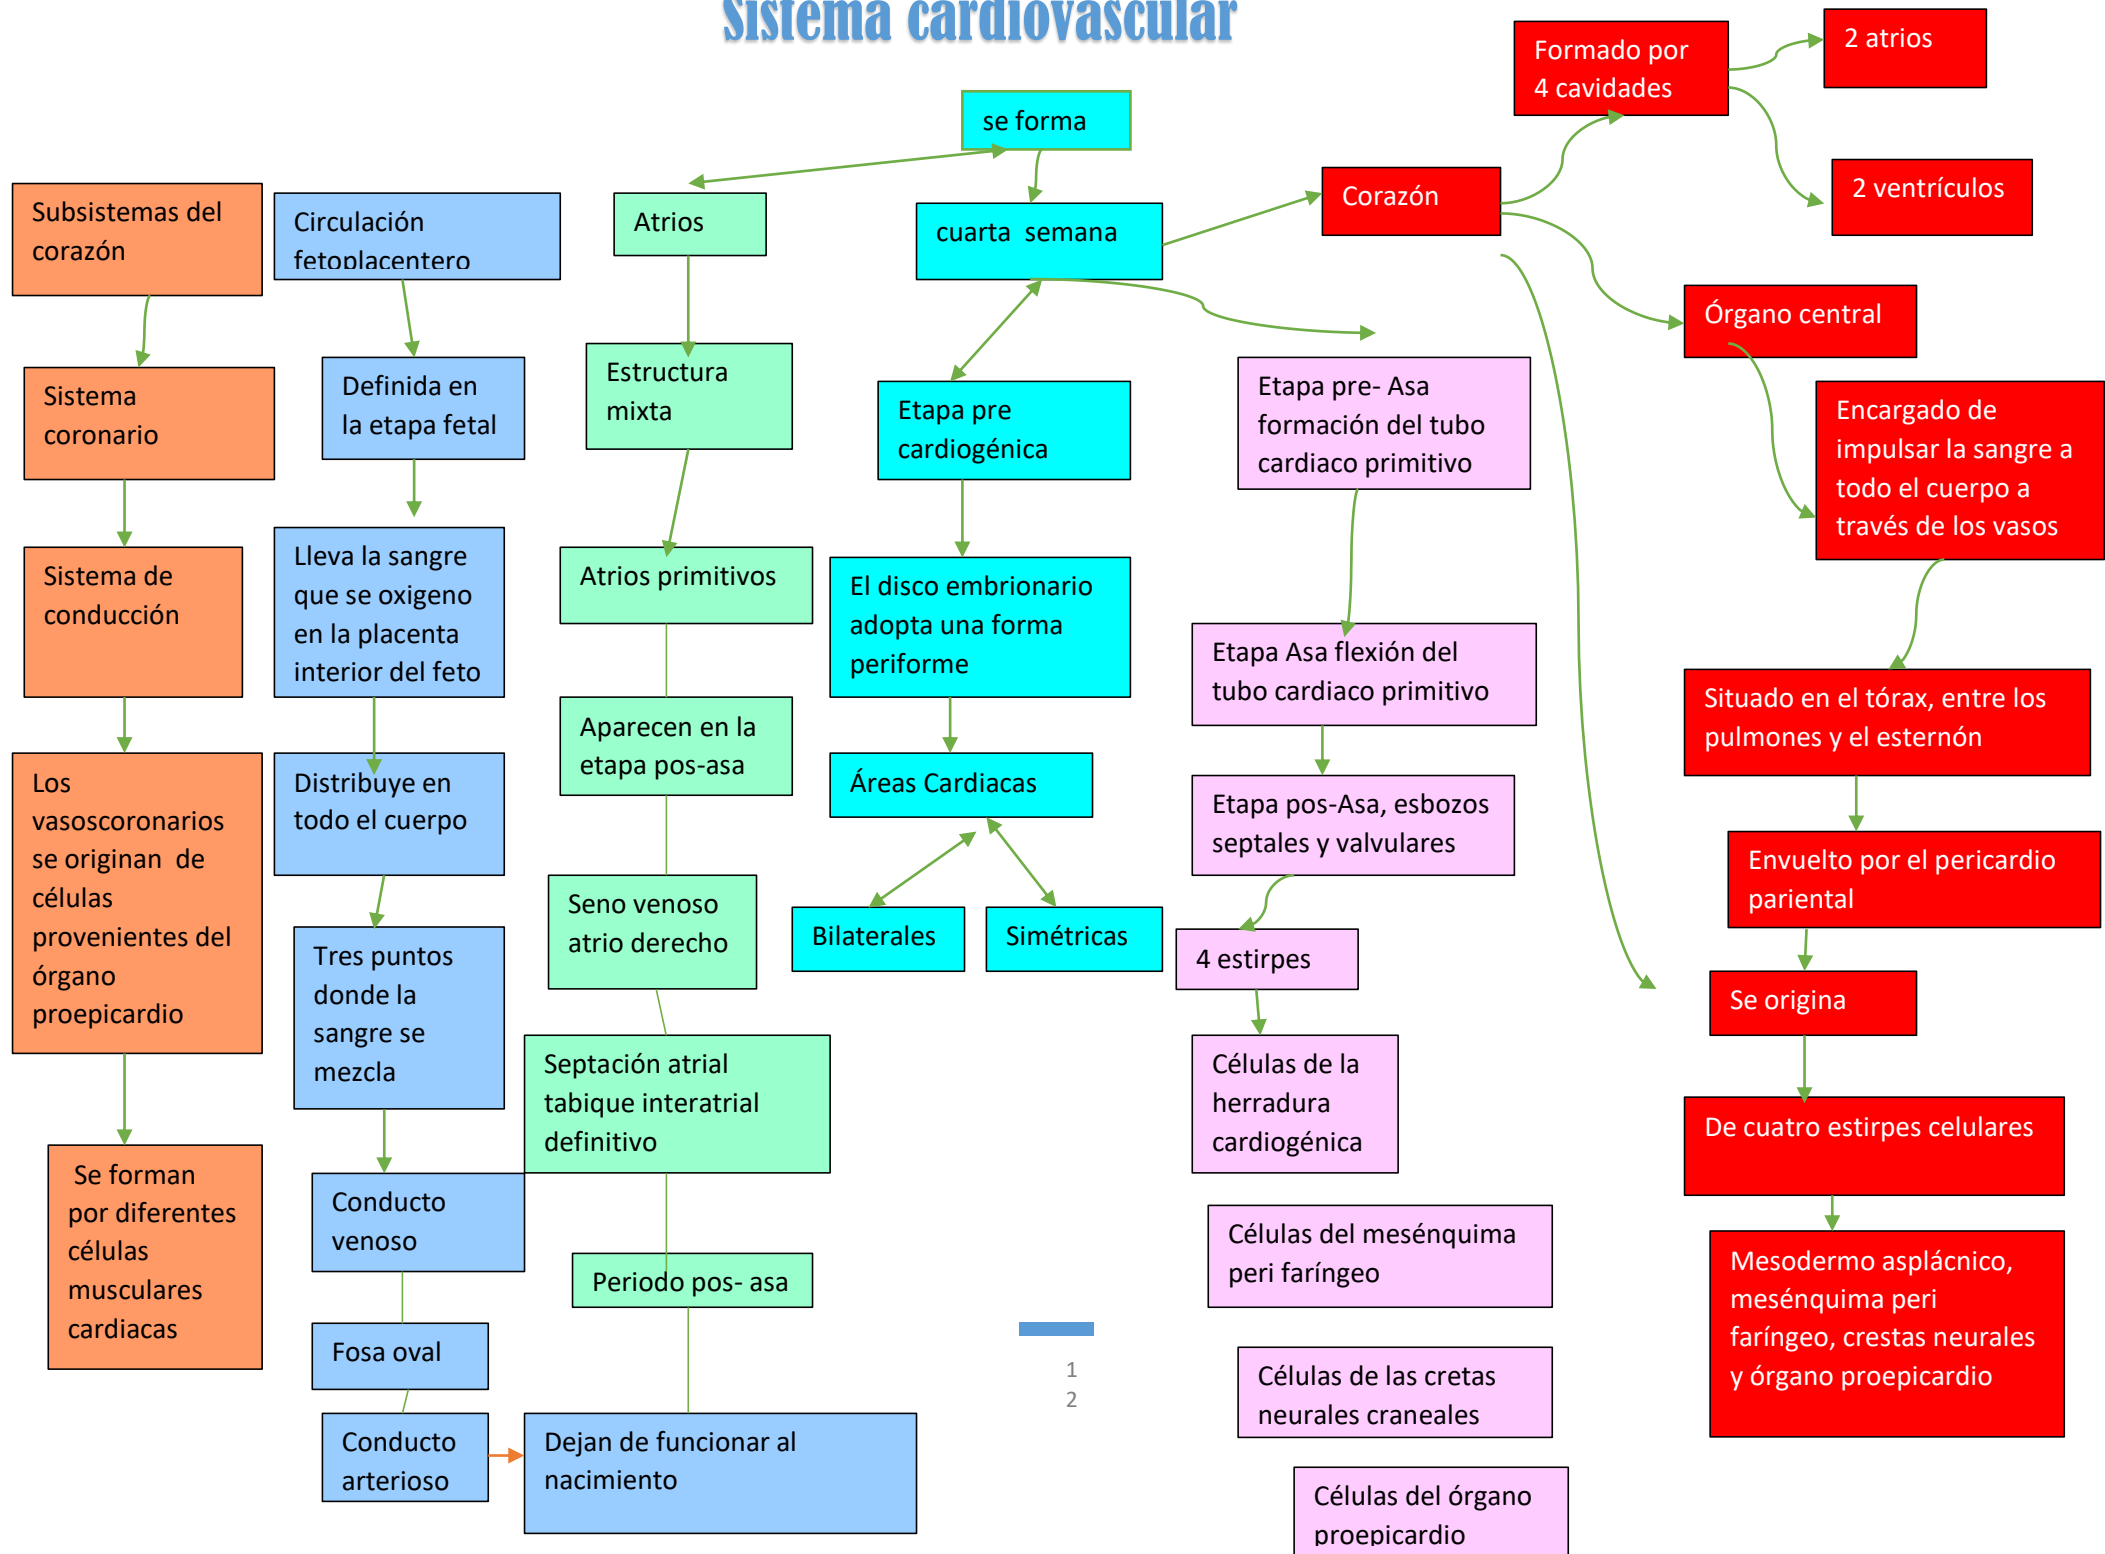 Sistema cardiovascular
se forma
Formado por
4 cavidades
2 atrios
2 ventrículos
Corazón
cuarta  semana
Órgano central
Encargado de
impulsar la sangre a
todo el cuerpo a
través de los vasos
Situado en el tórax, entre los
pulmones y el esternón
Envuelto por el pericardio
pariental
Se origina
De cuatro estirpes celulares
Mesodermo asplácnico,
mesénquima peri
faríngeo, crestas neurales
y órgano proepicardio
Subsistemas del
corazón
Sistema
coronario
Sistema de
conducción
Los
vasoscoronarios
se originan  de
células
provenientes del
órgano
proepicardio
Se forman
por diferentes
células
musculares
cardiacas
Circulación
fetoplacentero
Definida en
la etapa fetal
Lleva la sangre
que se oxigeno
en la placenta
interior del feto
Distribuye en
todo el cuerpo
Tres puntos
donde la
sangre se
mezcla
Conducto
venoso
Fosa oval
Conducto
arterioso
Dejan de funcionar al
nacimiento
Atrios
Estructura
mixta
Atrios primitivos
Aparecen en la
etapa pos-asa
Seno venoso
atrio derecho
Septación atrial
tabique interatrial
definitivo
Periodo pos- asa
Etapa pre
cardiogénica
El disco embrionario
adopta una forma
periforme
Áreas Cardiacas
Bilaterales
Simétricas
Etapa pre- Asa
formación del tubo
cardiaco primitivo
Etapa Asa flexión del
tubo cardiaco primitivo
Etapa pos-Asa, esbozos
septales y valvulares
4 estirpes
Células de la
herradura
cardiogénica
Células del mesénquima
peri faríngeo
Células de las cretas
neurales craneales
Células del órgano
proepicardio
1
2